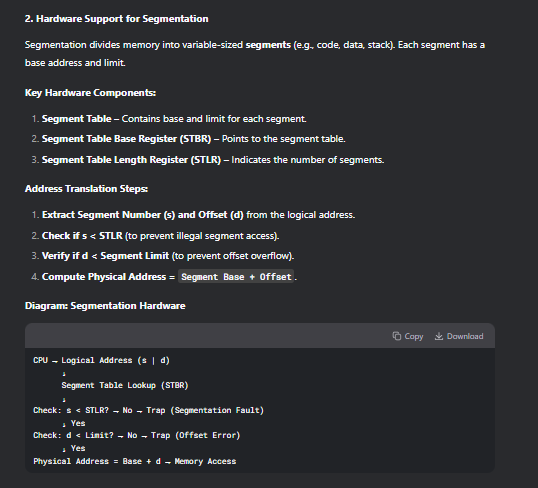 2. Hardware Support for Segmentation
Segmentation divides memory into variable-sized segments (e.g., code, data, stack). Each segment has a
base address and limit.
Key Hardware Components:
1. Segment Table – Contains base and limit for each segment.
2. Segment Table Base Register (STBR) – Points to the segment table.
3. Segment Table Length Register (STLR) – Indicates the number of segments.
Address Translation Steps:
1. Extract Segment Number (s) and Offset (d) from the logical address.
2. Check if s < STLR (to prevent illegal segment access).
3. Verify if d < Segment Limit (to prevent offset overflow).
4. Compute Physical Address = Segment Base + Offset.
Diagram: Segmentation Hardware
Copy Download
CPU → Logical Address (s | d)
↓
Segment Table Lookup (STBR)
↓
Check: s < STLR? → No → Trap (Segmentation Fault)
↓ Yes
Check: d < Limit? → No → Trap (Offset Error)
↓ Yes
Physical Address = Base + d → Memory Access